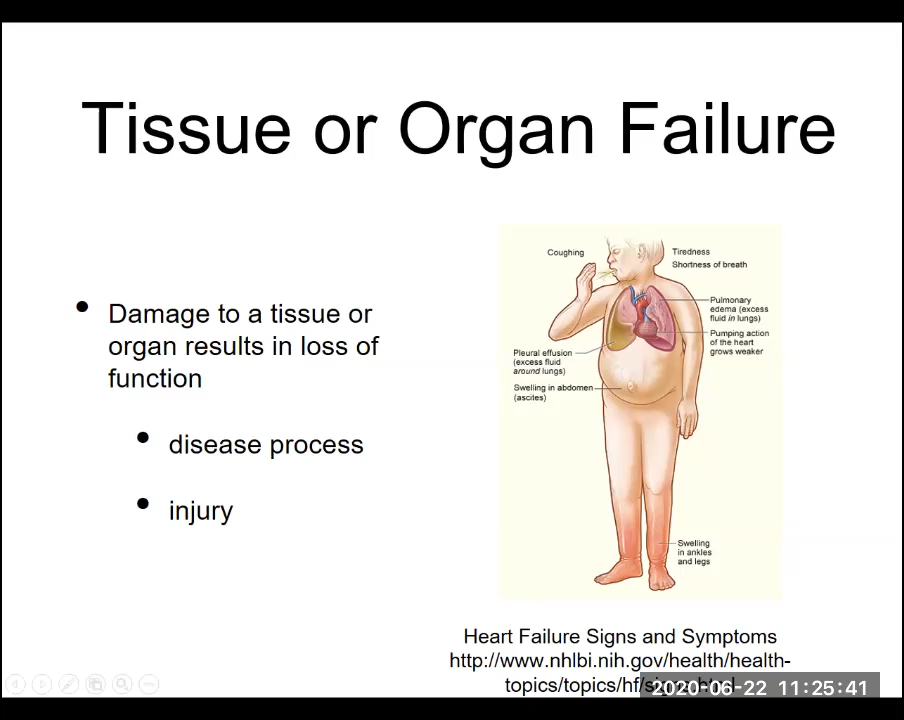 Tissue or Organ Failure
• Damage to a tissue or
organ results in loss of
function
• disease process
• injury
Coughing
Tiredness
Shortness of breath
Pulmonary
edema (excess
fluid in lungs)
Pumping action
of the heart
grows weaker
Pleural effusion
(excess fluid
around lungs)
Swelling in abdomen
(ascites)
Swelling
in ankles
and legs
Heart Failure Signs and Symptoms
http://www.nhlbi.nih.gov/health/health-
topics/topics/hf/signs.html
2020-06-22 11:25:41